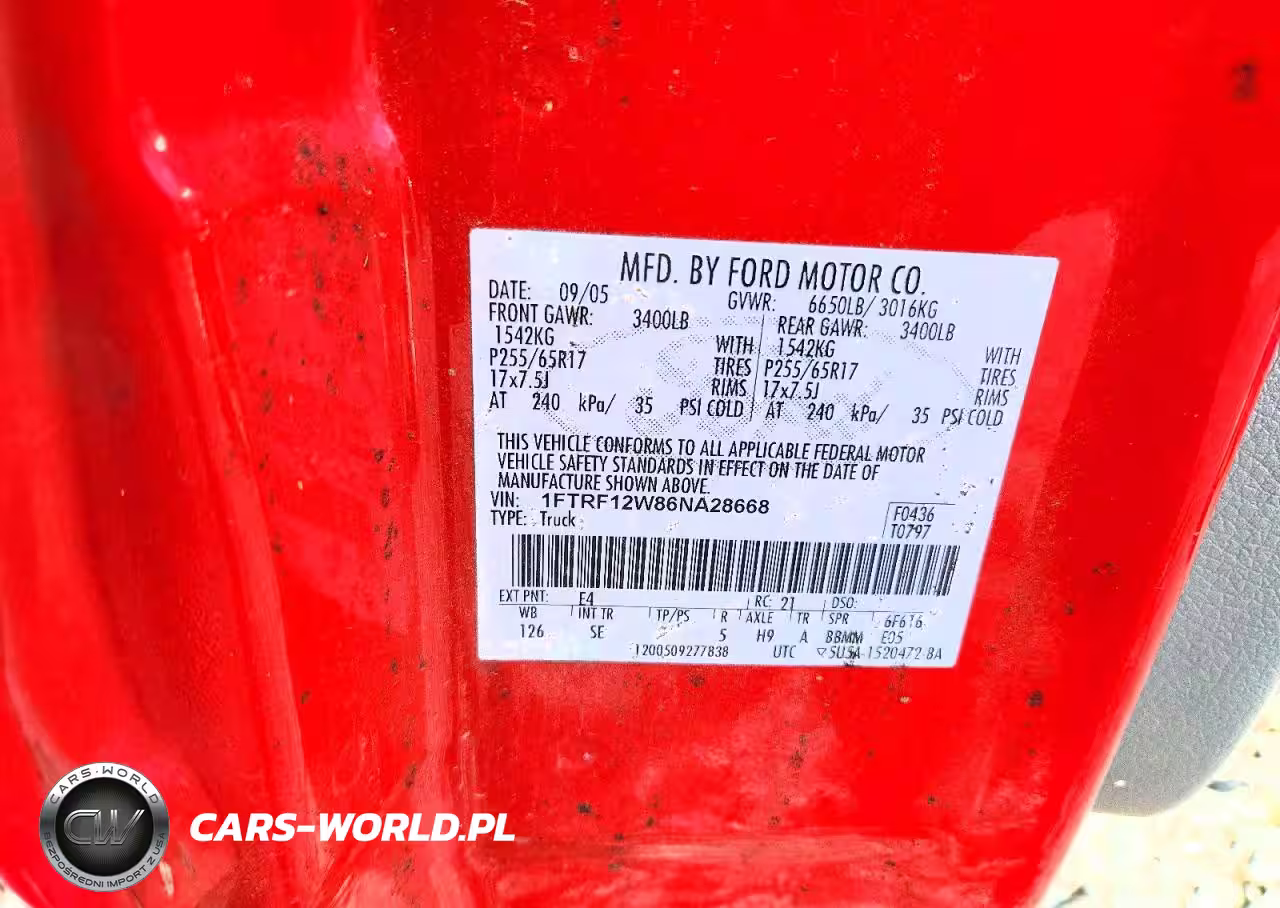 MFD. BY FORD MOTOR CO.
DATE: 09/05 GVWR: 6650LB/ 3016KG
FRONT GAWR: 3400LB REAR GAWR: 3400LB
1542KG WITH 1542KG WITH
P255/65R17 TIRES P255/65R17 TIRES
17x7.5J RIMS 17x7.5J RIMS
AT 240 kPa/ 35 PSI COLD AT 240 kPa/ 35 PSI COLD
THIS VEHICLE CONFORMS TO ALL APPLICABLE FEDERAL MOTOR
VEHICLE SAFETY STANDARDS IN EFFECT ON THE DATE OF
MANUFACTURE SHOWN ABOVE.
VIN: 1FTRF12W86NA28668
TYPE: Truck
F0436
T0797
EXT PNT: E4 RC: 21 DSO:
WB INT TR TP/PS R AXLE TR SPR 6F616
126 SE 5 H9 A BBMM E05
1200509277838 UTC 5U5A-1520472-BA
CARS-WORLD
CW
BEZPOŚREDNI IMPORT Z USA
CARS-WORLD.PL